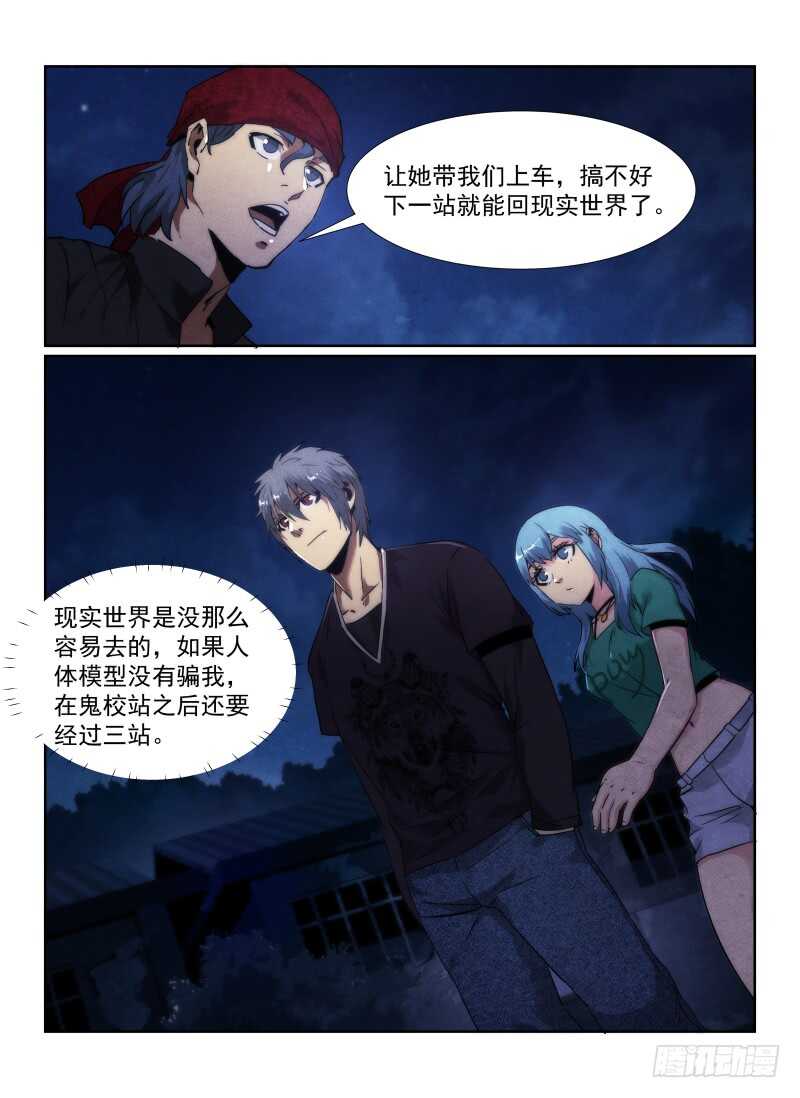 让她带我们上车，搞不好
下一站就能回现实世界了。
现实世界是没那么
容易去的，如果人
体模型没有骗我，
在鬼校站之后还要
经过三站。
pow
腾讯动漫